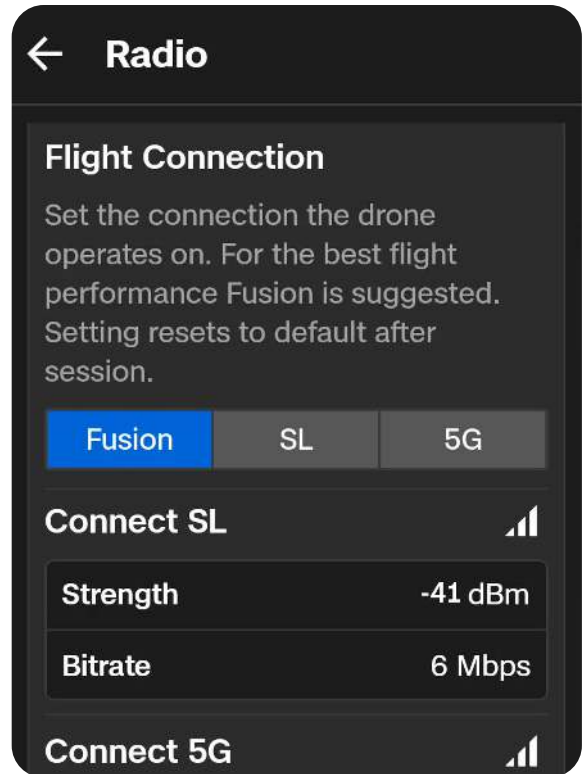 Radio
Flight Connection
Set the connection the drone
operates on. For the best flight
performance Fusion is suggested.
Setting resets to default after
session.
Fusion SL 5G
Connect SL
Strength -41 dBm
Bitrate 6 Mbps
Connect 5G